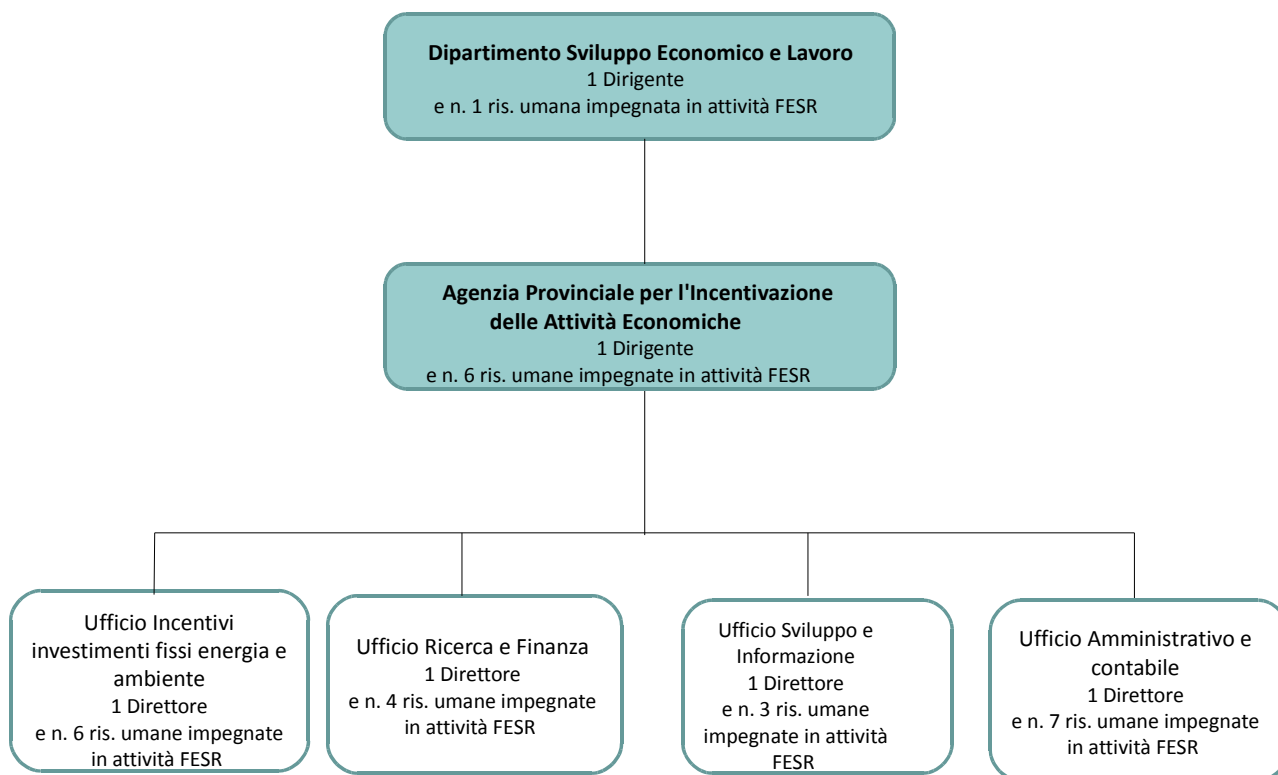 Dipartimento Sviluppo Economico e Lavoro
1 Dirigente
e n. 1 ris. umana impegnata in attività FESR
Agenzia Provinciale per l'Incentivazione
delle Attività Economiche
1 Dirigente
e n. 6 ris. umane impegnate in attività FESR
Ufficio Incentivi
investimenti fissi energia e
ambiente
1 Direttore
e n. 6 ris. umane impegnate
in attività FESR
Ufficio Ricerca e Finanza
1 Direttore
e n. 4 ris. umane impegnate
in attività FESR
Ufficio Sviluppo e
Informazione
1 Direttore
e n. 3 ris. umane
impegnate in attività
FESR
Ufficio Amministrativo e
contabile
1 Direttore
e n. 7 ris. umane impegnate
in attività FESR